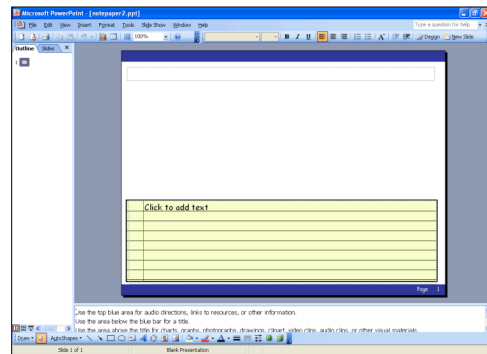 Microsoft PowerPoint - [notepaper2.ppt]
File Edit View Insert Format Tools Slide Show Window Help
Type a question for help
100%
B I U
Design New Slide
Outline Slides
1
Click to add text
Page 1
Use the top blue area for audio directions, links to resources, or other information.
Use the area below the blue bar for a title.
Use the area above the title for charts, graphs, photographs, drawings, clipart, video clips, audio clips, or other visual materials.
Draw AutoShapes
Slide 1 of 1 Blank Presentation